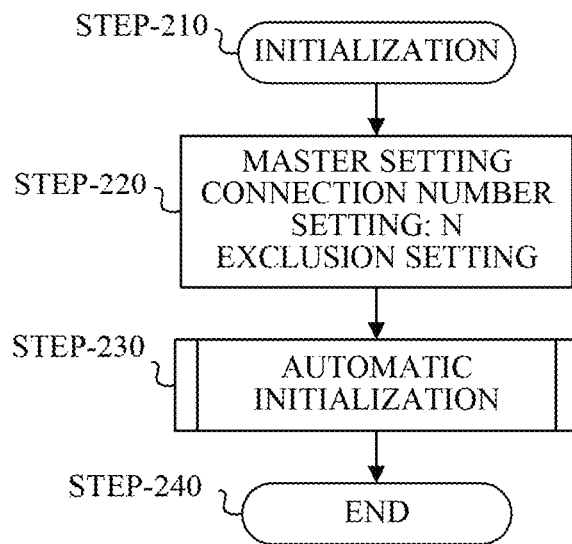 STEP-210
INITIALIZATION
STEP-220
MASTER SETTING
CONNECTION NUMBER
SETTING: N
EXCLUSION SETTING
STEP-230
AUTOMATIC
INITIALIZATION
STEP-240
END